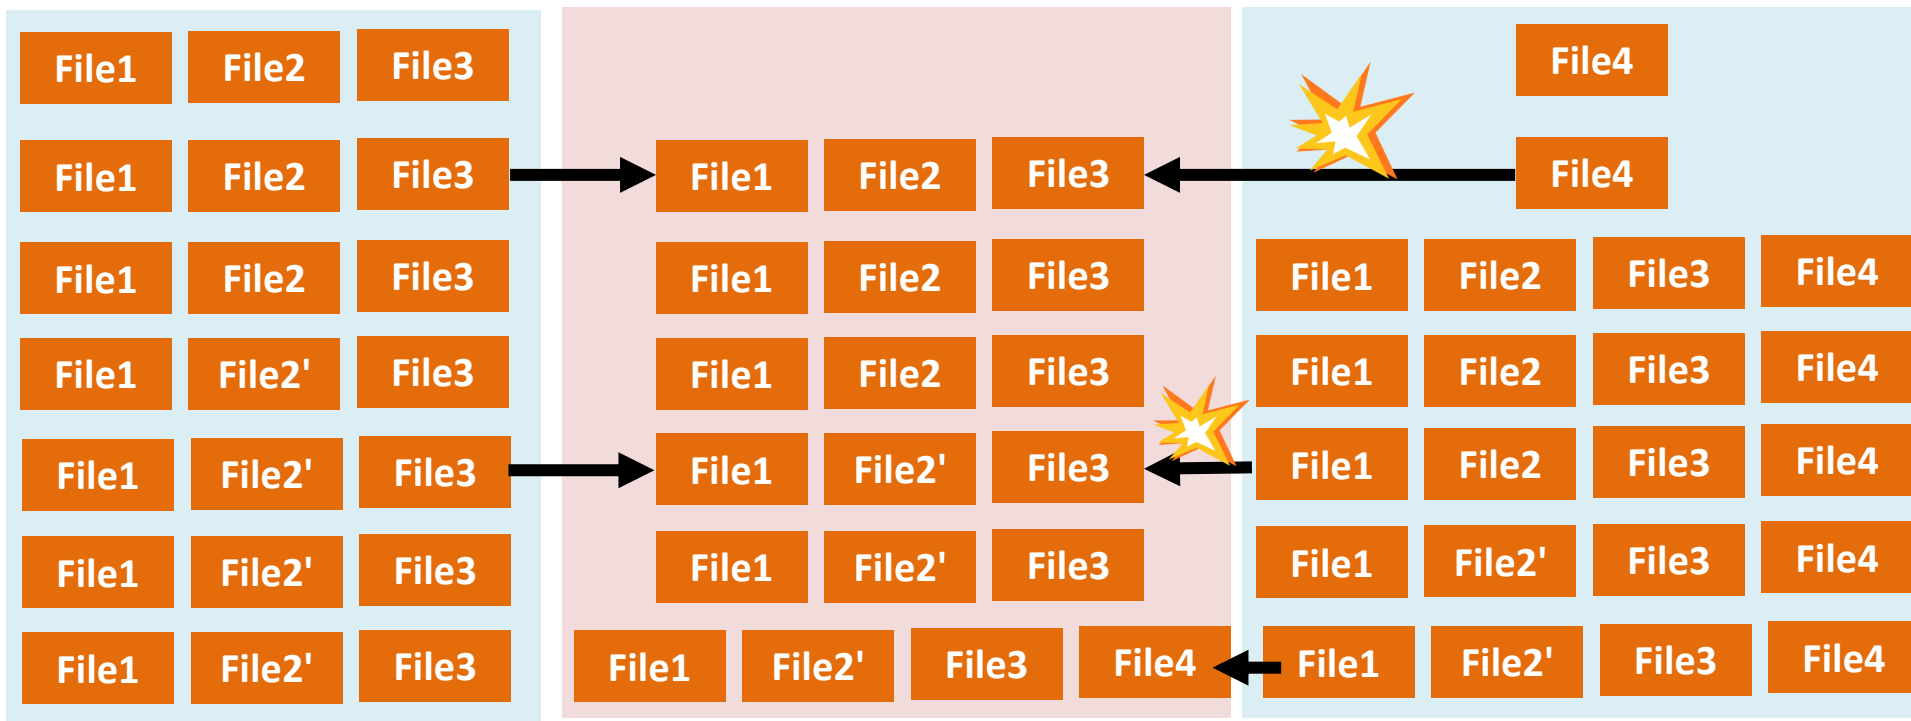 File1 File2 File3 File4
File1 File2 File3 File1 File2 File3 File4
File1 File2 File3 File1 File2 File3 File1 File2 File3 File4
File1 File2' File3 File1 File2 File3 File1 File2 File3 File4
File1 File2' File3 File1 File2' File3 File1 File2 File3 File4
File1 File2' File3 File1 File2' File3 File1 File2' File3 File4
File1 File2' File3 File1 File2' File3 File4 File1 File2' File3 File4